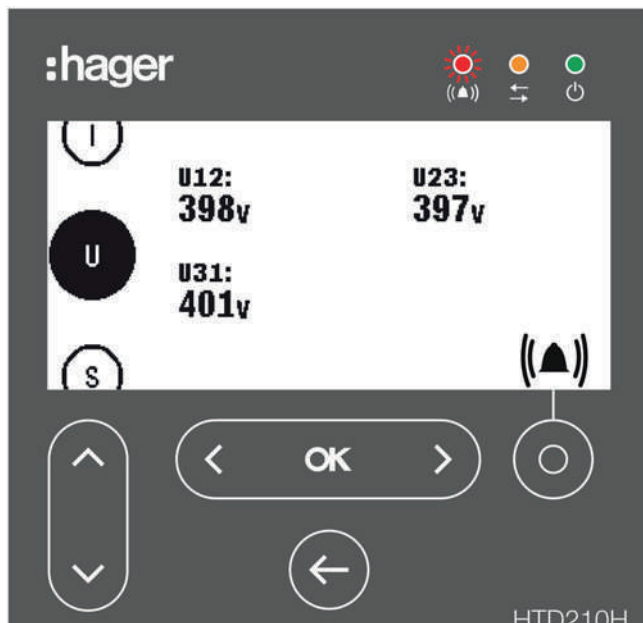 :hager
I
U12:
398V
U23:
397V
U
U31:
401V
S
OK
HTD210H